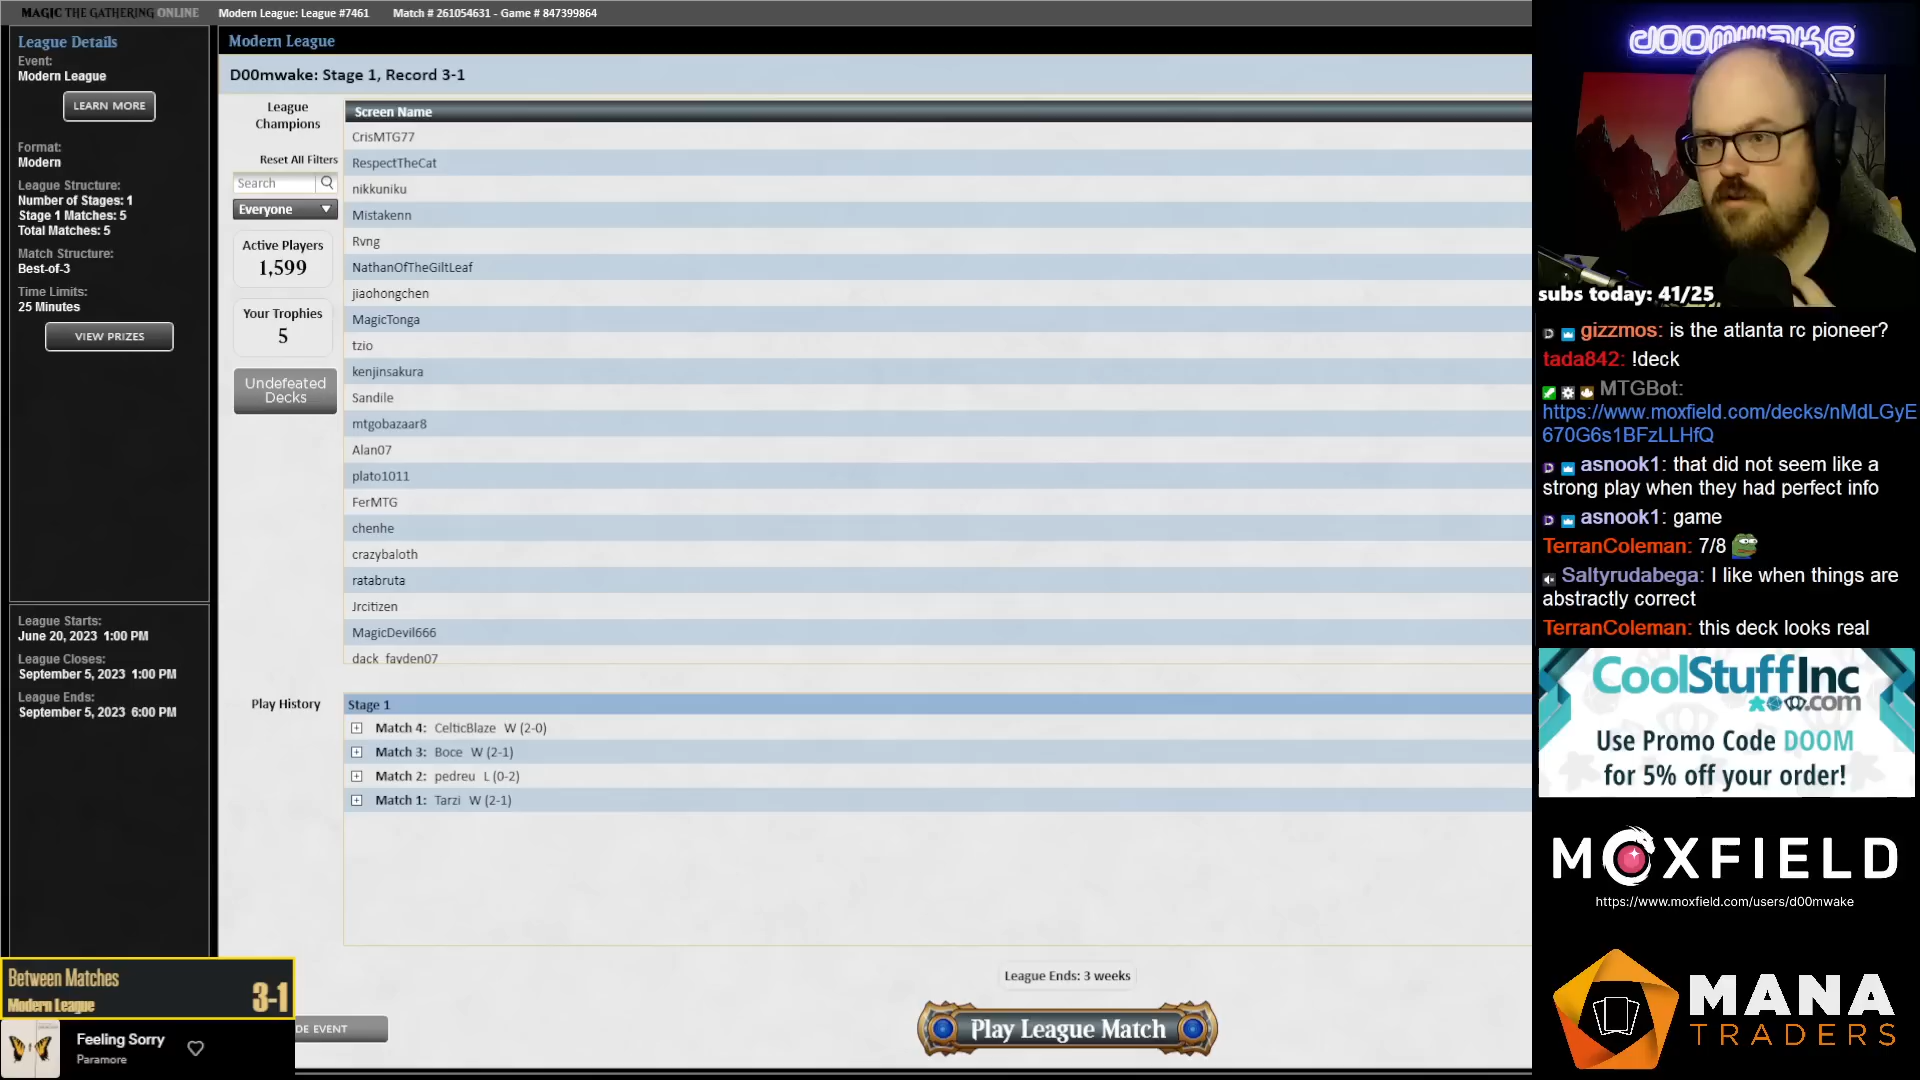 MAGIC THE GATHERING ONLINE
Modern League: League #7461
Match # 261054631 - Game # 847399864
League Details
Event:
Modern League
LEARN MORE
Format:
Modern
League Structure:
Number of Stages: 1
Stage 1 Matches: 5
Total Matches: 5
Match Structure:
Best-of-3
Time Limits:
25 Minutes
VIEW PRIZES
League Starts:
June 20, 2023 1:00 PM
League Closes:
September 5, 2023 1:00 PM
League Ends:
September 5, 2023 6:00 PM
Modern League
D00mwake: Stage 1, Record 3-1
League
Champions
Reset All Filters
Search
Everyone
Active Players
1,599
Your Trophies
5
Undefeated
Decks
Screen Name
CrisMTG77
RespectTheCat
nikkuniku
Mistakenn
Rvng
NathanOfTheGiltLeaf
jiaohongchen
MagicTonga
tzio
kenjinsakura
Sandile
mtgobazaar8
Alan07
plato1011
FerMTG
chenhe
crazybaloth
ratabruta
Jrcitizen
MagicDevil666
dack_fayden07
Play History
Stage 1
Match 4: CelticBlaze W (2-0)
Match 3: Boce W (2-1)
Match 2: pedreu L (0-2)
Match 1: Tarzi W (2-1)
League Ends: 3 weeks
Play League Match
DE EVENT
Between Matches
Modern League
3-1
Feeling Sorry
Paramore
doomwake
subs today: 41/25
gizzmos: is the atlanta rc pioneer?
tada842: !deck
MTGBot:
https://www.moxfield.com/decks/nMdLGyE
670G6s1BFzLLHfQ
asnook1: that did not seem like a
strong play when they had perfect info
asnook1: game
TerranColeman: 7/8
Saltyrudabega: I like when things are
abstractly correct
TerranColeman: this deck looks real
CoolStuffInc
.com
Use Promo Code DOOM
for 5% off your order!
MOXFIELD
https://www.moxfield.com/users/d00mwake
MANA
TRADERS